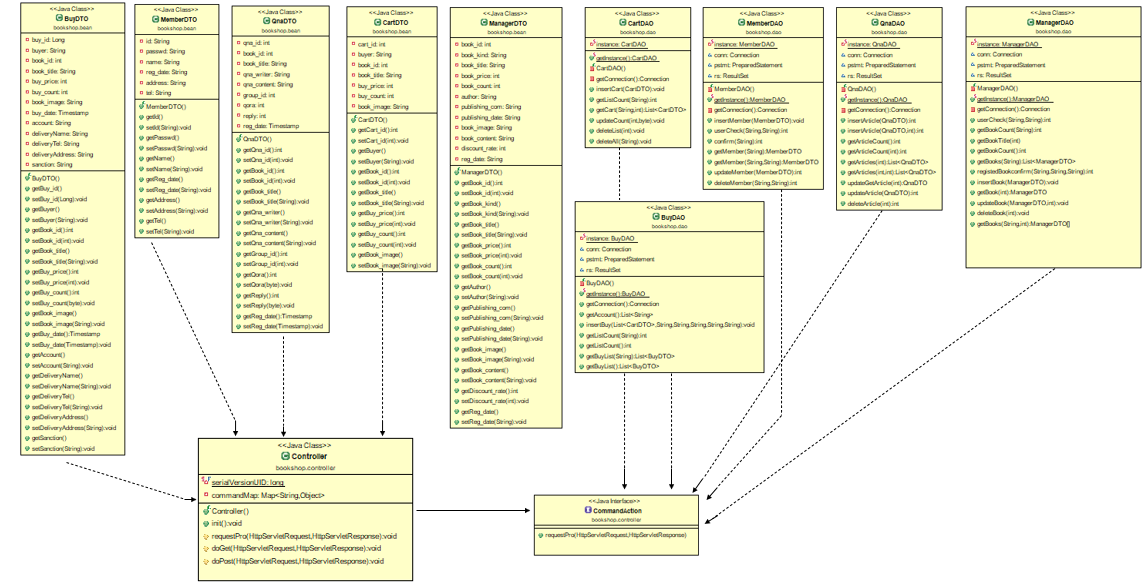 <<Java Class>>
BuyDTO
bookshop.bean
buy_id: Long
buyer: String
book_id: int
book_title: String
buy_price: int
buy_count: int
book_image: String
buy_date: Timestamp
account: String
deliveryName: String
deliveryTel: String
deliveryAddress: String
sanction: String
BuyDTO()
getBuy_id()
setBuy_id(Long):void
getBuyer()
setBuyer(String):void
getBook_id():int
setBook_id(int):void
getBook_title()
setBook_title(String):void
getBuy_price():int
setBuy_price(int):void
getBuy_count():int
setBuy_count(byte):void
getBook_image()
setBook_image(String):void
getBuy_date():Timestamp
setBuy_date(Timestamp):void
getAccount()
setAccount(String):void
getDeliveryName()
setDeliveryName(String):void
getDeliveryTel()
setDeliveryTel(String):void
getDeliveryAddress()
setDeliveryAddress(String):void
getSanction()
setSanction(String):void
<<Java Class>>
MemberDTO
bookshop.bean
id: String
passwd: String
name: String
reg_date: String
address: String
tel: String
MemberDTO()
getId()
setId(String):void
getPasswd()
setPasswd(String):void
getName()
setName(String):void
getReg_date()
setReg_date(String):void
getAddress()
setAddress(String):void
getTel()
setTel(String):void
<<Java Class>>
QnaDTO
bookshop.bean
qna_id: int
book_id: int
book_title: String
qna_writer: String
qna_content: String
group_id: int
qora: int
reply: int
reg_date: Timestamp
QnaDTO()
getQna_id():int
setQna_id(int):void
getBook_id():int
setBook_id(int):void
getBook_title()
setBook_title(String):void
getQna_writer()
setQna_writer(String):void
getQna_content()
setQna_content(String):void
getGroup_id():int
setGroup_id(int):void
getQora():int
setQora(byte):void
getReply():int
setReply(byte):void
getReg_date():Timestamp
setReg_date(Timestamp):void
<<Java Class>>
CartDTO
bookshop.bean
cart_id: int
buyer: String
book_id: int
book_title: String
buy_price: int
buy_count: int
book_image: String
CartDTO()
getCart_id():int
setCart_id(int):void
getBuyer()
setBuyer(String):void
getBook_id():int
setBook_id(int):void
getBook_title()
setBook_title(String):void
getBuy_price():int
setBuy_price(int):void
getBuy_count():int
setBuy_count(int):void
getBook_image()
setBook_image(String):void
<<Java Class>>
ManagerDTO
bookshop.bean
book_id: int
book_kind: String
book_title: String
book_price: int
book_count: int
author: String
publishing_com: String
publishing_date: String
book_image: String
book_content: String
discount_rate: int
reg_date: String
ManagerDTO()
getBook_id():int
setBook_id(int):void
getBook_kind()
setBook_kind(String):void
getBook_title()
setBook_title(String):void
getBook_price():int
setBook_price(int):void
getBook_count():int
setBook_count(int):void
getAuthor()
setAuthor(String):void
getPublishing_com()
setPublishing_com(String):void
getPublishing_date()
setPublishing_date(String):void
getBook_image()
setBook_image(String):void
getBook_content()
setBook_content(String):void
getDiscount_rate():int
setDiscount_rate(int):void
getReg_date()
setReg_date(String):void
<<Java Class>>
CartDAO
bookshop.dao
instance: CartDAO
getInstance():CartDAO
CartDAO()
getConnection():Connection
insertCart(CartDTO):void
getListCount(String):int
getCart(String,int,int):List<CartDTO>
updateCount(int,byte):void
deleteList(int):void
deleteAll(String):void
<<Java Class>>
MemberDAO
bookshop.dao
instance: MemberDAO
conn: Connection
pstmt: PreparedStatement
rs: ResultSet
MemberDAO()
getInstance():MemberDAO
getConnection():Connection
insertMember(MemberDTO):void
userCheck(String,String):int
confirm(String):int
getMember(String):MemberDTO
getMember(String,String):MemberDTO
updateMember(MemberDTO):int
deleteMember(String,String):int
<<Java Class>>
QnaDAO
bookshop.dao
instance: QnaDAO
conn: Connection
pstmt: PreparedStatement
rs: ResultSet
QnaDAO()
getInstance():QnaDAO
getConnection():Connection
insertArticle(QnaDTO):int
insertArticle(QnaDTO,int):int
getArticleCount():int
getArticleCount(int):int
getArticles(int):List<QnaDTO>
getArticles(int,int):List<QnaDTO>
updateGetArticle(int):QnaDTO
updateArticle(QnaDTO):int
deleteArticle(int):int
<<Java Class>>
ManagerDAO
bookshop.dao
instance: ManagerDAO
conn: Connection
pstmt: PreparedStatement
rs: ResultSet
ManagerDAO()
getInstance():ManagerDAO
getConnection():Connection
userCheck(String,String):int
getBookCount(String):int
getBookTitle(int)
getBookCount():int
getBooks(String):List<ManagerDTO>
registedBookconfirm(String,String,String):int
insertBook(ManagerDTO):void
getBook(int):ManagerDTO
updateBook(ManagerDTO,int):void
deleteBook(int):void
getBooks(String,int):ManagerDTO[]
<<Java Class>>
BuyDAO
bookshop.dao
instance: BuyDAO
conn: Connection
pstmt: PreparedStatement
rs: ResultSet
BuyDAO()
getInstance():BuyDAO
getConnection():Connection
getAccount():List<String>
insertBuy(List<CartDTO>,String,String,String,String,String):void
getListCount(String):int
getListCount():int
getBuyList(String):List<BuyDTO>
getBuyList():List<BuyDTO>
<<Java Class>>
Controller
bookshop.controller
serialVersionUID: long
commandMap: Map<String,Object>
Controller()
init():void
requestPro(HttpServletRequest,HttpServletResponse):void
doGet(HttpServletRequest,HttpServletResponse):void
doPost(HttpServletRequest,HttpServletResponse):void
<<Java Interface>>
CommandAction
bookshop.controller
requestPro(HttpServletRequest,HttpServletResponse)